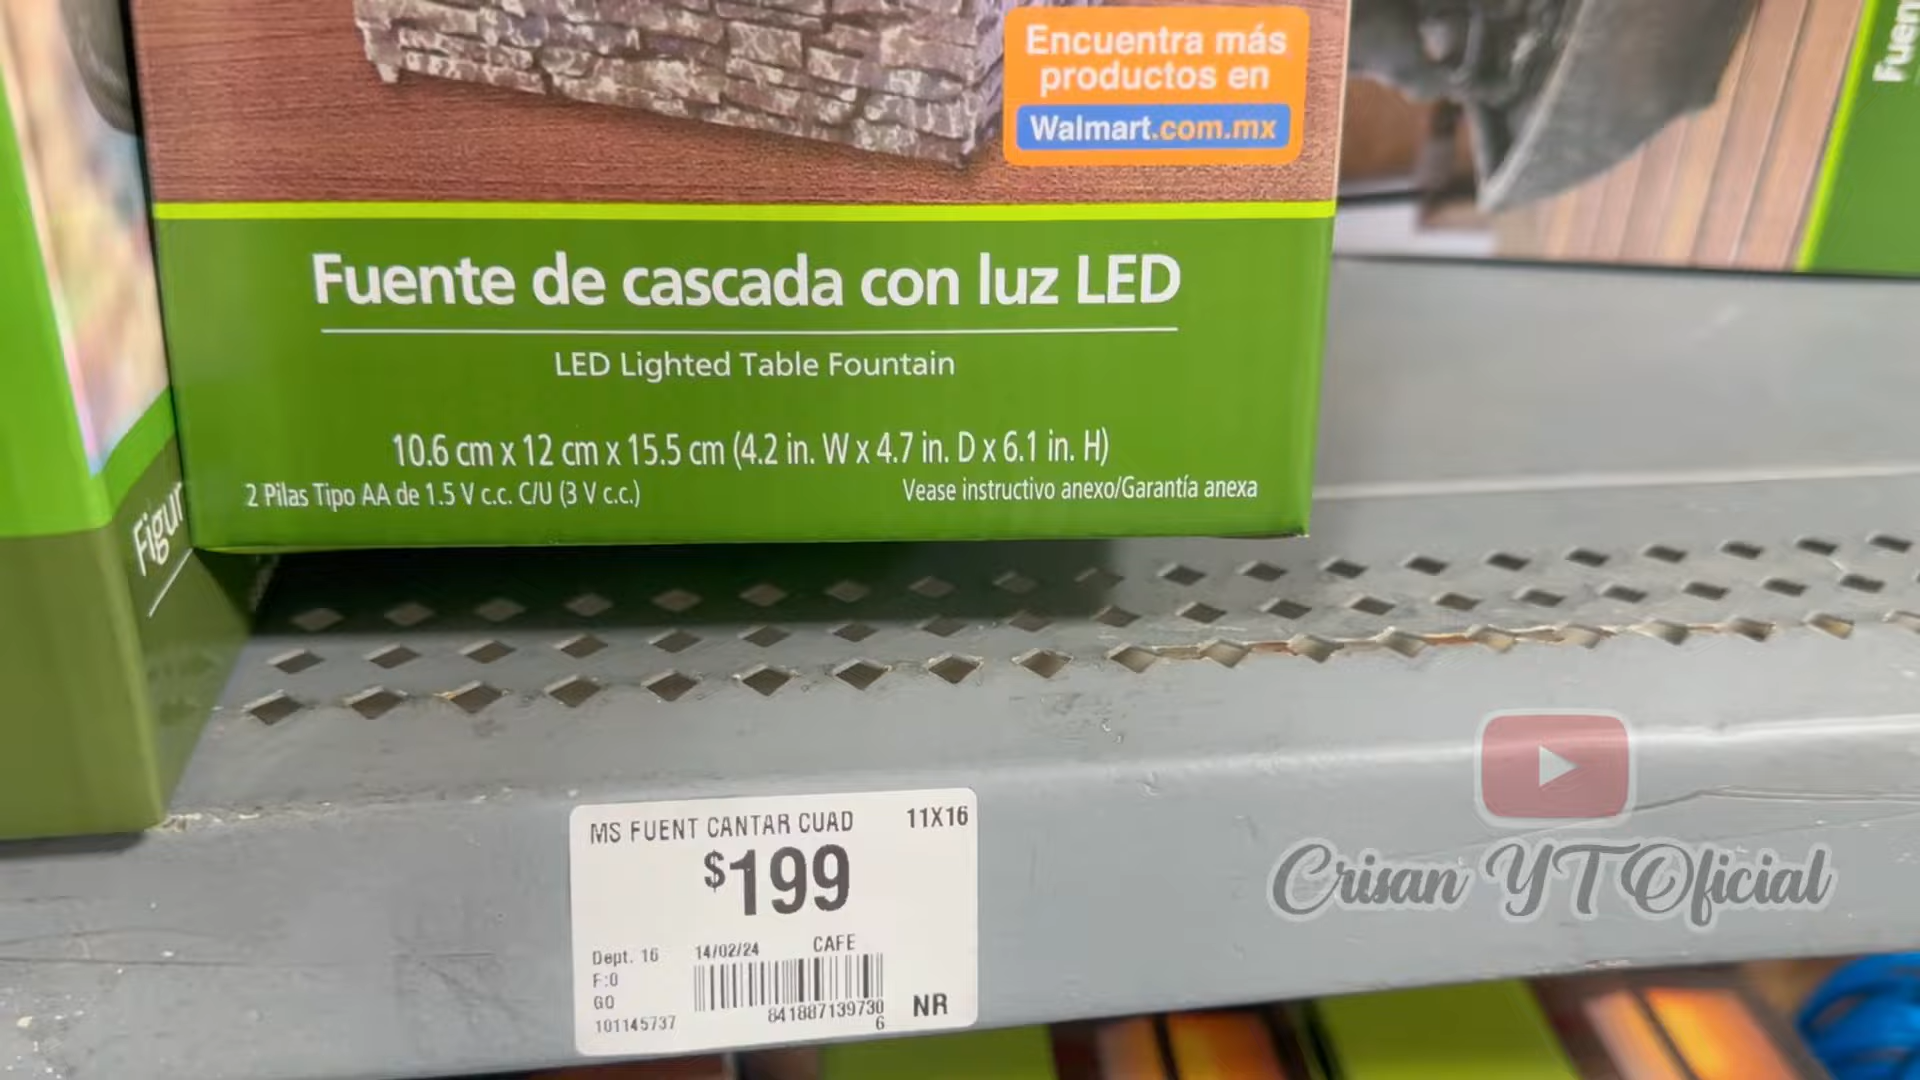 Encuentra más
productos en
Walmart.com.mx
Fuente de cascada con luz LED
LED Lighted Table Fountain
10.6 cm x 12 cm x 15.5 cm (4.2 in. W x 4.7 in. D x 6.1 in. H)
2 Pilas Tipo AA de 1.5 V c.c. C/U (3 V c.c.)
Vease instructivo anexo/Garantía anexa
MS FUENT CANTAR CUAD 11X16
$199
Dept. 16 14/02/24 CAFE
F:0
GO
101145737
841887139730
6
NR
Crisan YTOficial